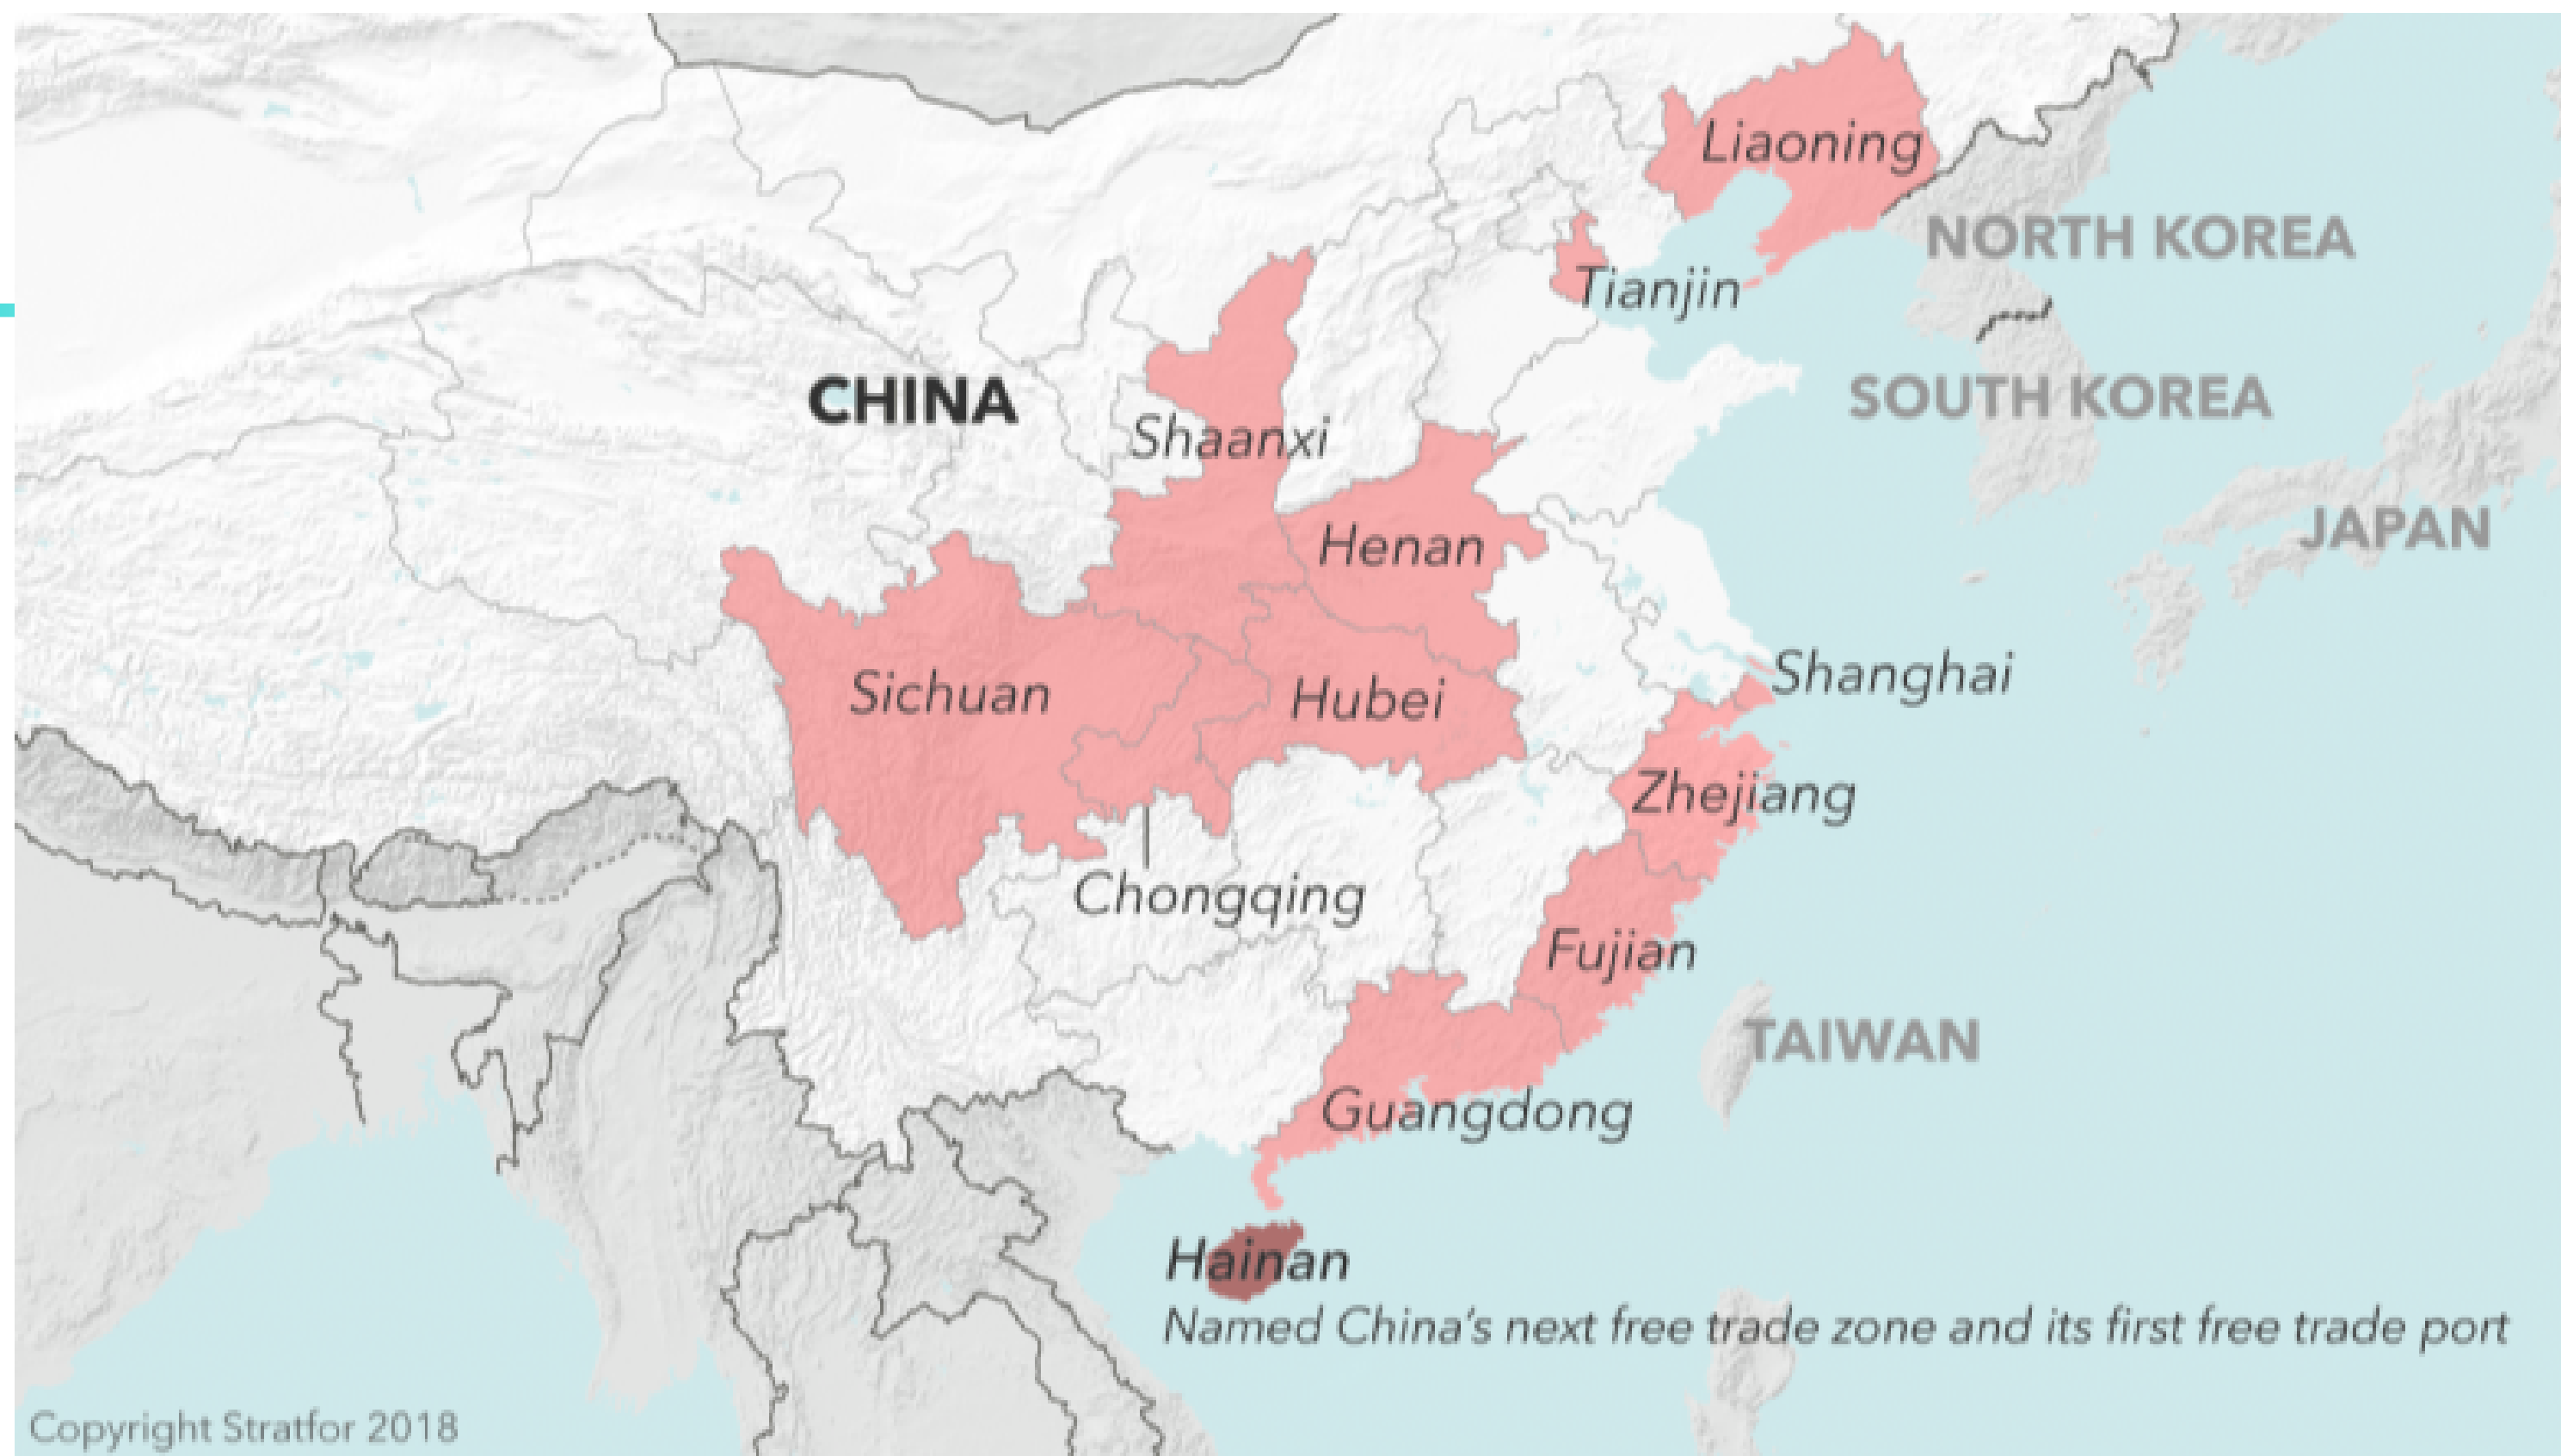 Liaoning
NORTH KOREA
Tianjin
CHINA
SOUTH KOREA
Shaanxi
JAPAN
Henan
Shanghai
Sichuan
Hubei
Zhejiang
Chongqing
Fujian
TAIWAN
Guangdong
Hainan
Named China's next free trade zone and its first free trade port
Copyright Stratfor 2018